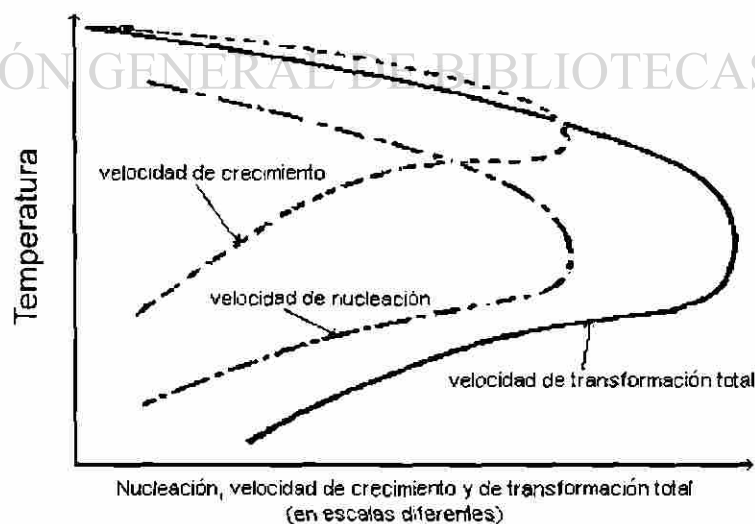 ÓN GENERAL DE BIBLIOTECAS
Temperatura
velocidad de crecimiento
velocidad de nucleación
velocidad de transformación total
Nucleación, velocidad de crecimiento y de transformación total
(en escalas diferentes)